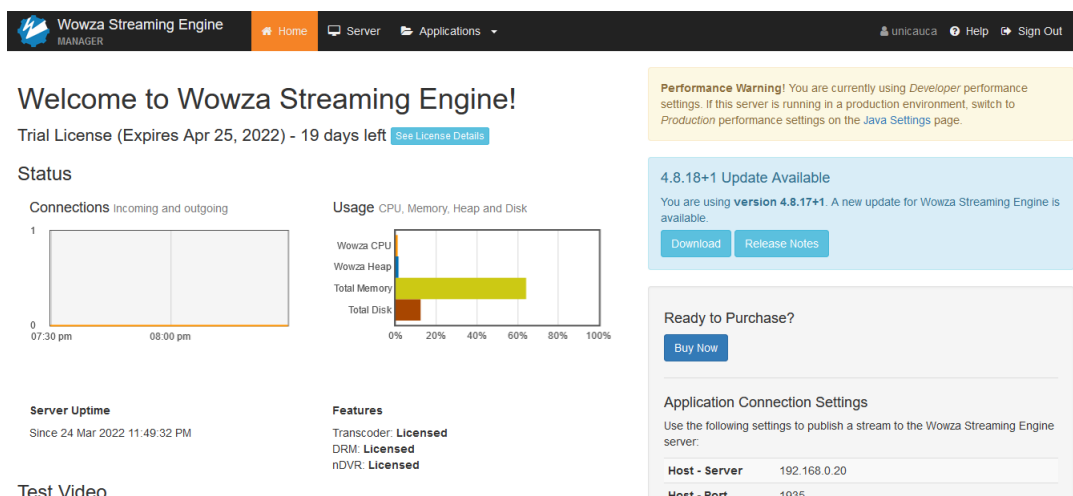 Wowza Streaming Engine
MANAGER
Home
Server
Applications
unicauca
Help
Sign Out
Welcome to Wowza Streaming Engine!
Trial License (Expires Apr 25, 2022) - 19 days left See License Details
Status
Connections Incoming and outgoing
1
0
07:30 pm
08:00 pm
Usage CPU, Memory, Heap and Disk
Wowza CPU
Wowza Heap
Total Memory
Total Disk
0% 20% 40% 60% 80% 100%
Server Uptime
Since 24 Mar 2022 11:49:32 PM
Features
Transcoder: Licensed
DRM: Licensed
nDVR: Licensed
Test Video
Performance Warning! You are currently using Developer performance
settings. If this server is running in a production environment, switch to
Production performance settings on the Java Settings page.
4.8.18+1 Update Available
You are using version 4.8.17+1. A new update for Wowza Streaming Engine is
available.
Download
Release Notes
Ready to Purchase?
Buy Now
Application Connection Settings
Use the following settings to publish a stream to the Wowza Streaming Engine
server:
Host - Server 192.168.0.20
Host - Port 1935